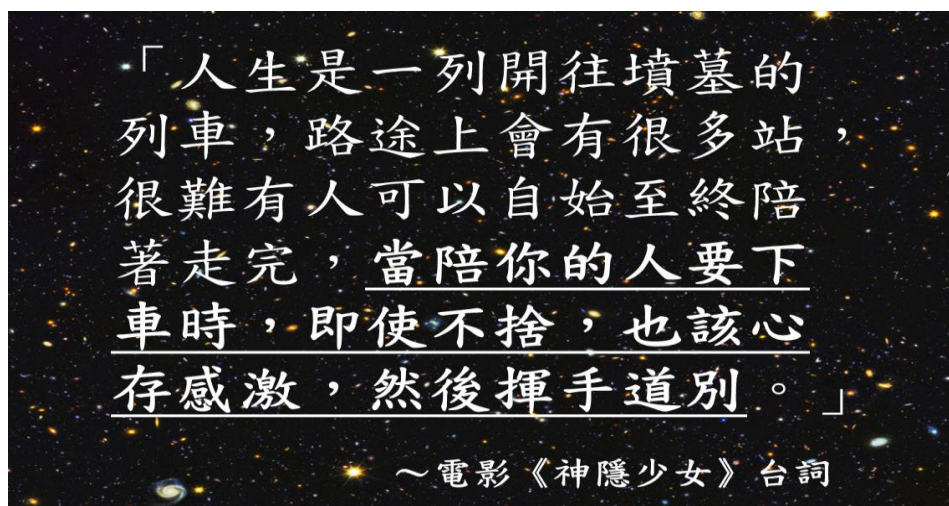 「人生是一列開往墳墓的
列車，路途上會有很多站，
很難有人可以自始至終陪
著走完，當陪你的人要下
車時，即使不捨，也該心
存感激，然後揮手道別。」
～電影《神隱少女》台詞